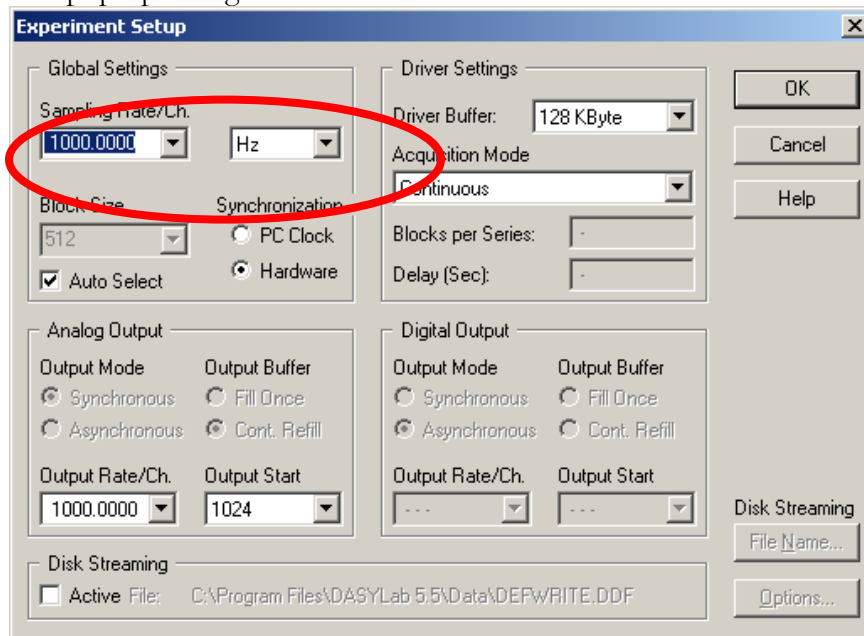 Experiment Setup
Global Settings
Sampling Rate/Ch.
1000.0000 Hz
Block Size
512
Auto Select
Synchronization
PC Clock
Hardware
Driver Settings
Driver Buffer: 128 KByte
Acquisition Mode
Continuous
Blocks per Series: -
Delay (Sec): -
OK
Cancel
Help
Analog Output
Output Mode
Synchronous
Asynchronous
Output Buffer
Fill Once
Cont. Refill
Output Rate/Ch.
1000.0000
Output Start
1024
Digital Output
Output Mode
Synchronous
Asynchronous
Output Buffer
Fill Once
Cont. Refill
Output Rate/Ch.
- - -
Output Start
- - -
Disk Streaming
File Name...
Options...
Disk Streaming
Active File: C:\Program Files\DASYLab 5.5\Data\DEFWRITE.DDF